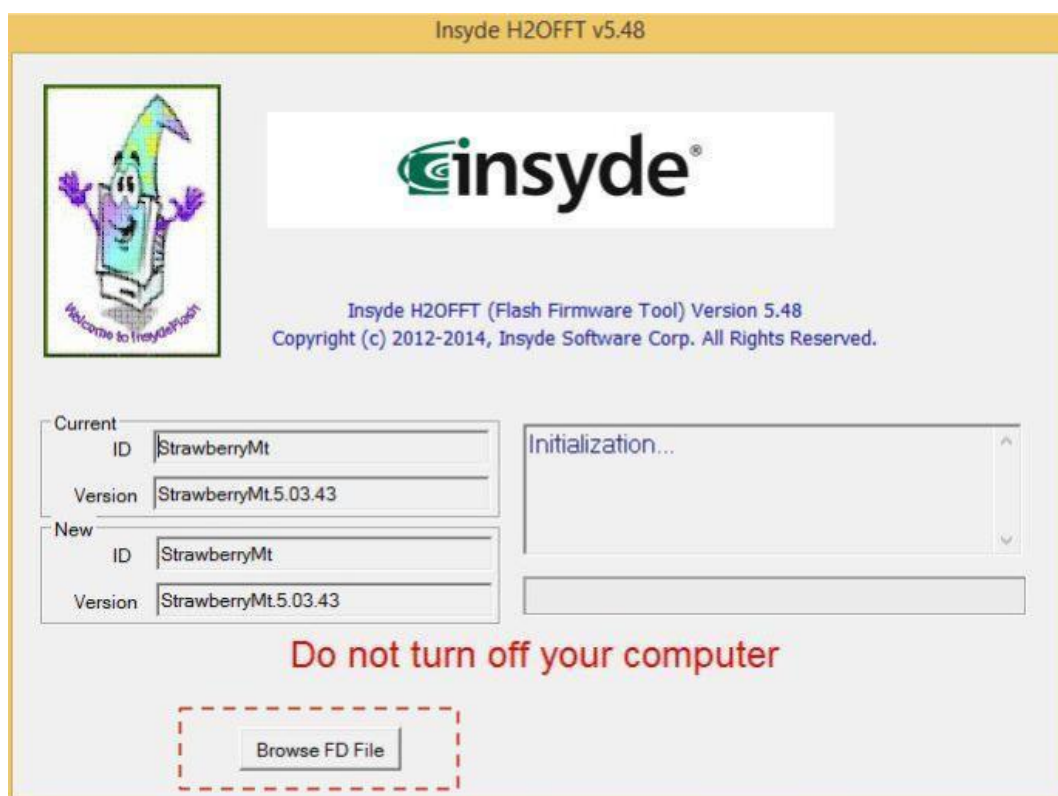 Insyde H2OFFT v5.48
insyde®
Welcome to InsydeFlash
Insyde H2OFFT (Flash Firmware Tool) Version 5.48
Copyright (c) 2012-2014, Insyde Software Corp. All Rights Reserved.
Current
ID StrawberryMt
Version StrawberryMt.5.03.43
Initialization...
New
ID StrawberryMt
Version StrawberryMt.5.03.43
Do not turn off your computer
Browse FD File